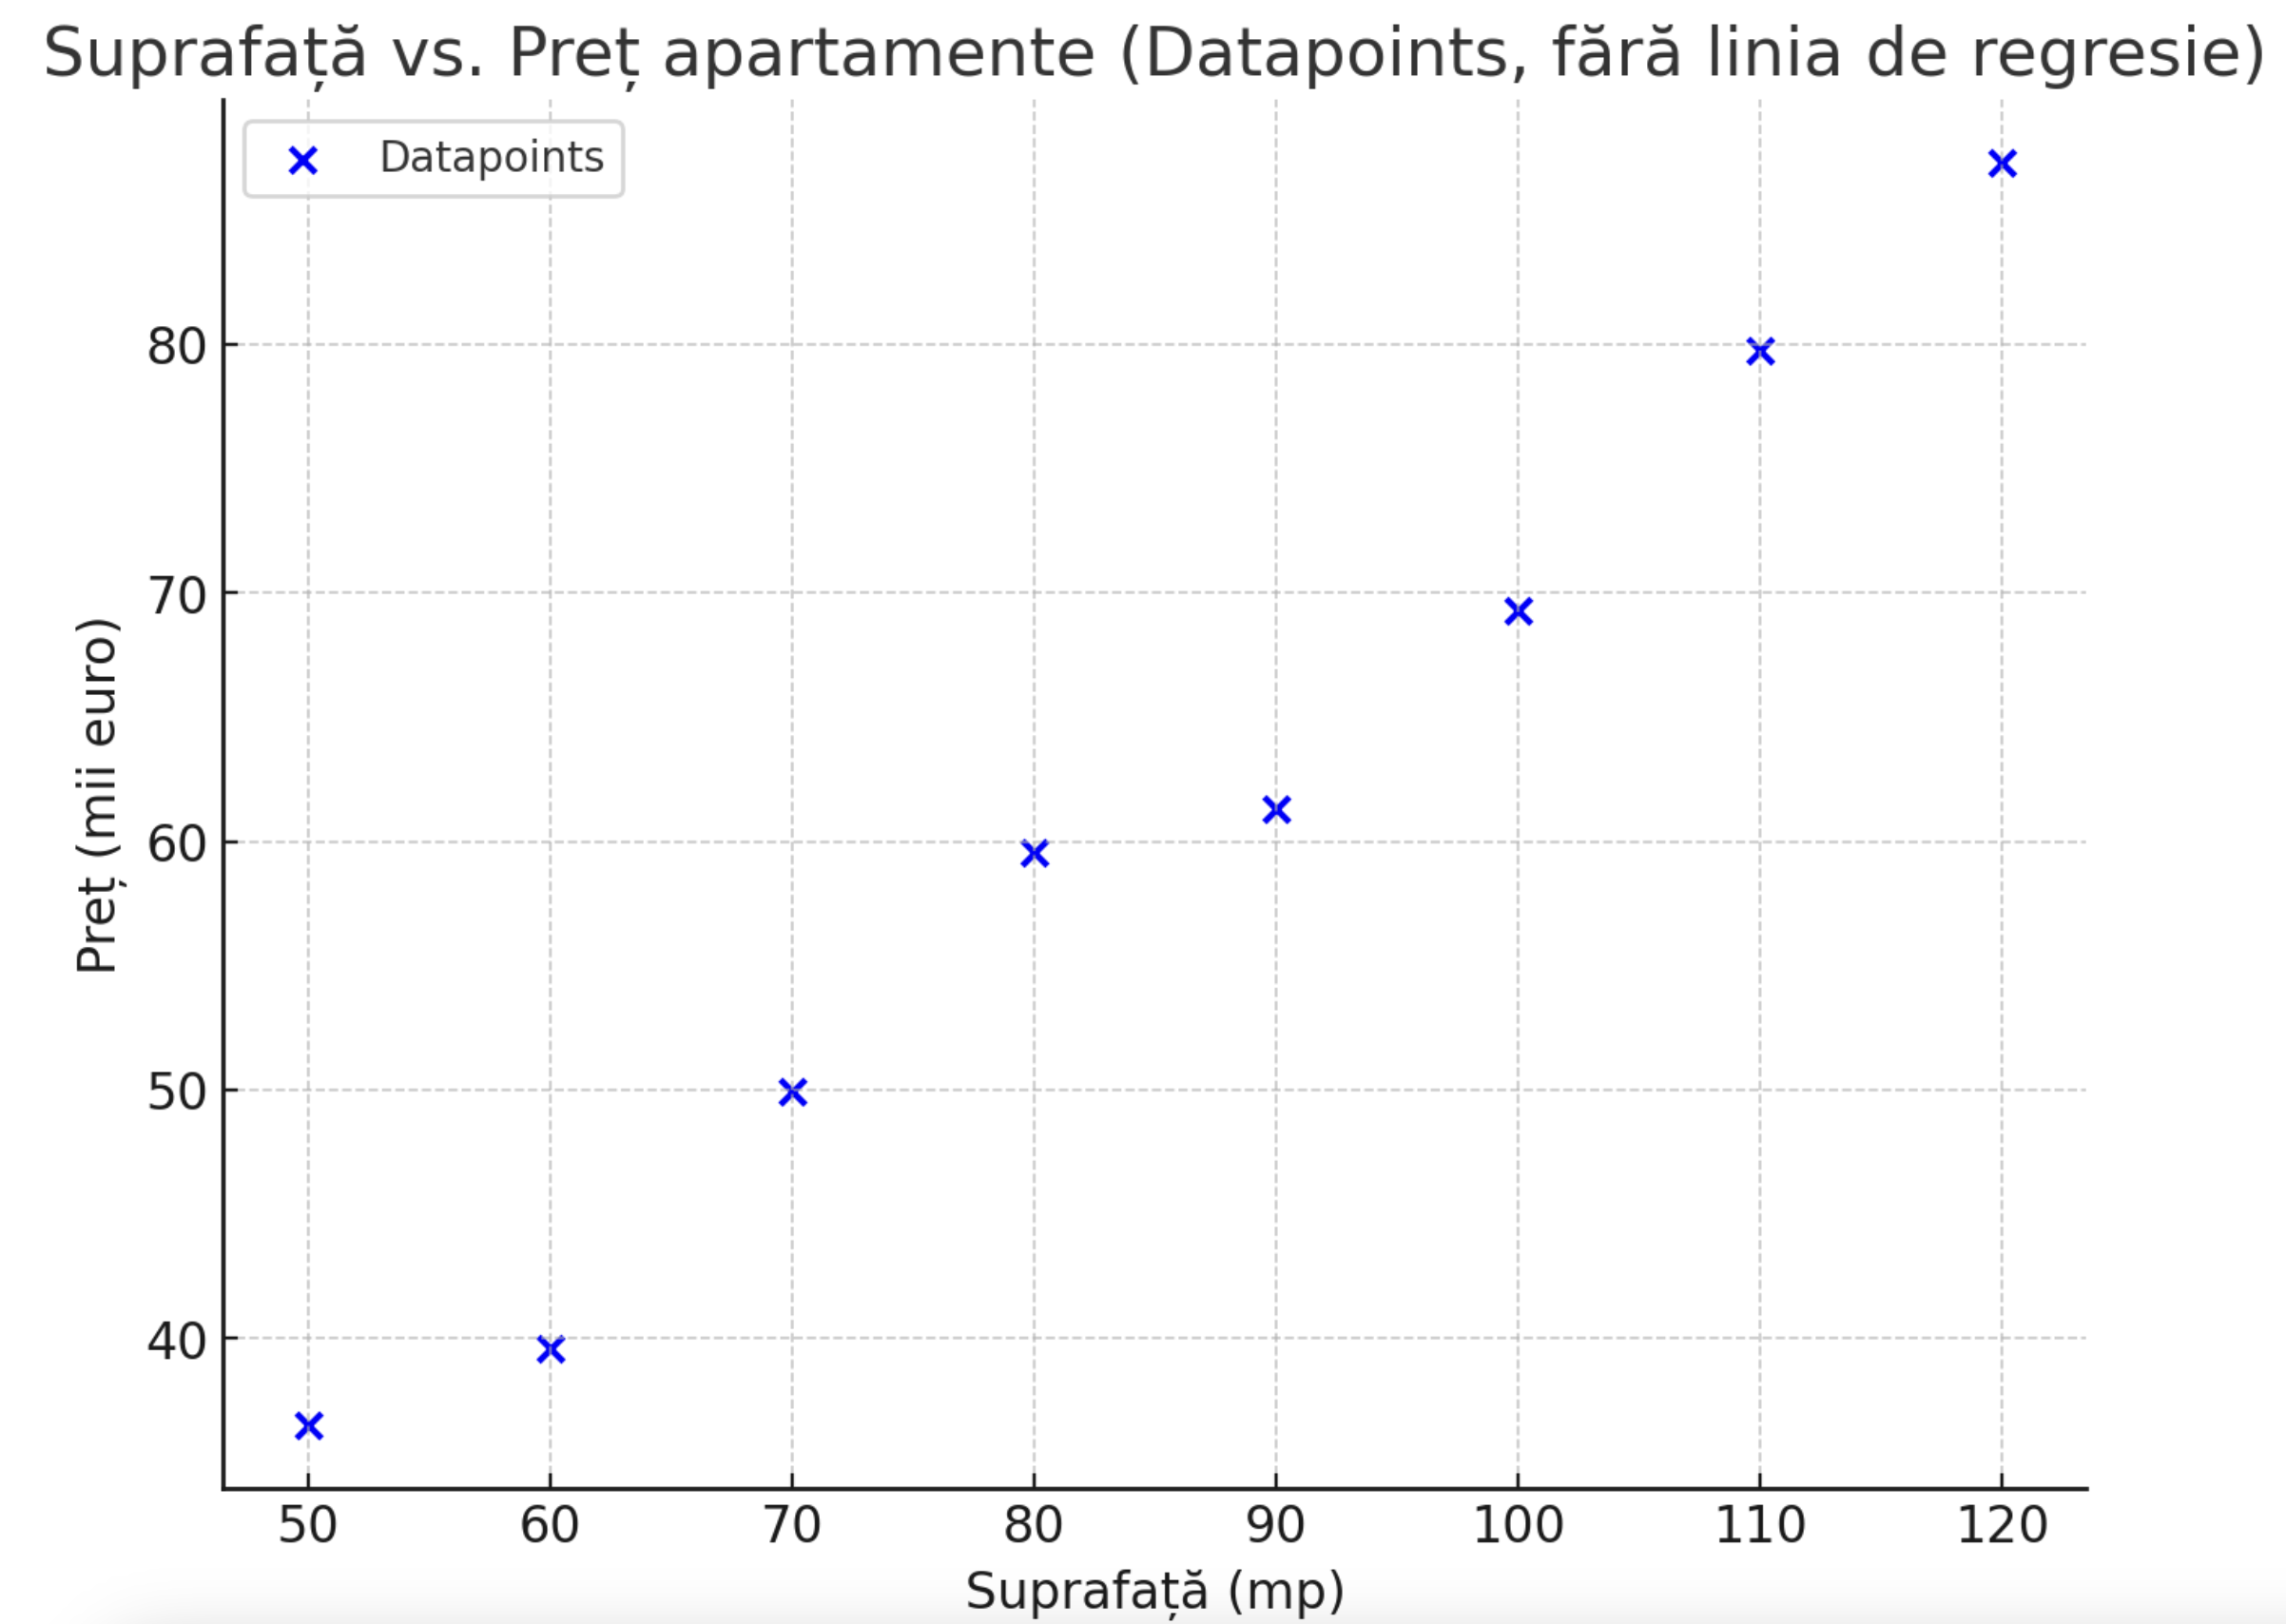 Suprafață vs. Preț apartamente (Datapoints, fără linia de regresie)
Datapoints
80
70
60
50
40
Preț (mii euro)
50 60 70 80 90 100 110 120
Suprafață (mp)